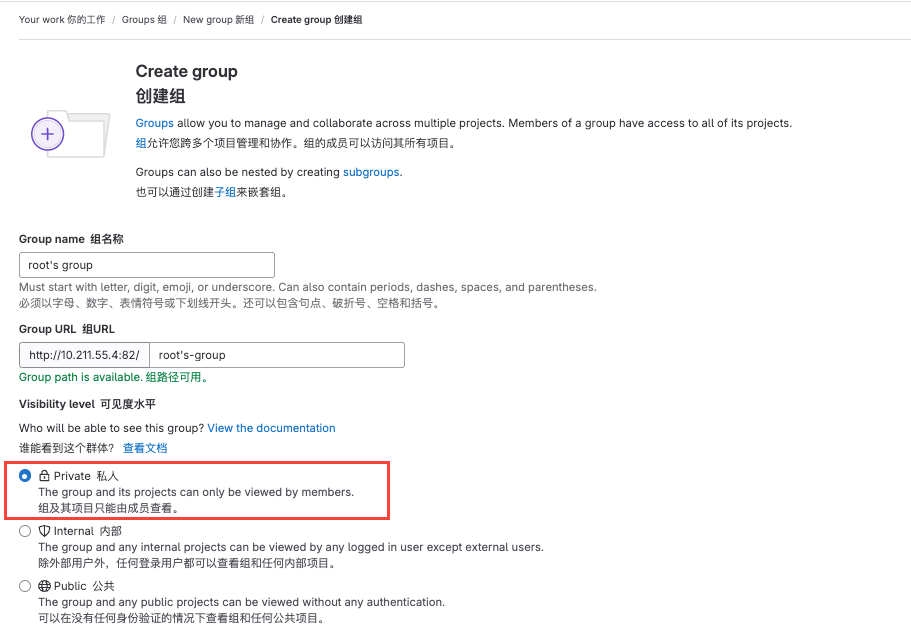 Your work 你的工作 / Groups 组 / New group 新组 / Create group 创建组
Create group
创建组
Groups allow you to manage and collaborate across multiple projects. Members of a group have access to all of its projects.
组允许您跨多个项目管理和协作。组的成员可以访问其所有项目。
Groups can also be nested by creating subgroups.
也可以通过创建子组来嵌套组。
Group name 组名称
root's group
Must start with letter, digit, emoji, or underscore. Can also contain periods, dashes, spaces, and parentheses.
必须以字母、数字、表情符号或下划线开头。还可以包含句点、破折号、空格和括号。
Group URL 组URL
http://10.211.55.4:82/ root's-group
Group path is available. 组路径可用。
Visibility level 可见度水平
Who will be able to see this group? View the documentation
谁能看到这个群体? 查看文档
Private 私人
The group and its projects can only be viewed by members.
组及其项目只能由成员查看。
Internal 内部
The group and any internal projects can be viewed by any logged in user except external users.
除外部用户外，任何登录用户都可以查看组和任何内部项目。
Public 公共
The group and any public projects can be viewed without any authentication.
可以在没有任何身份验证的情况下查看组和任何公共项目。